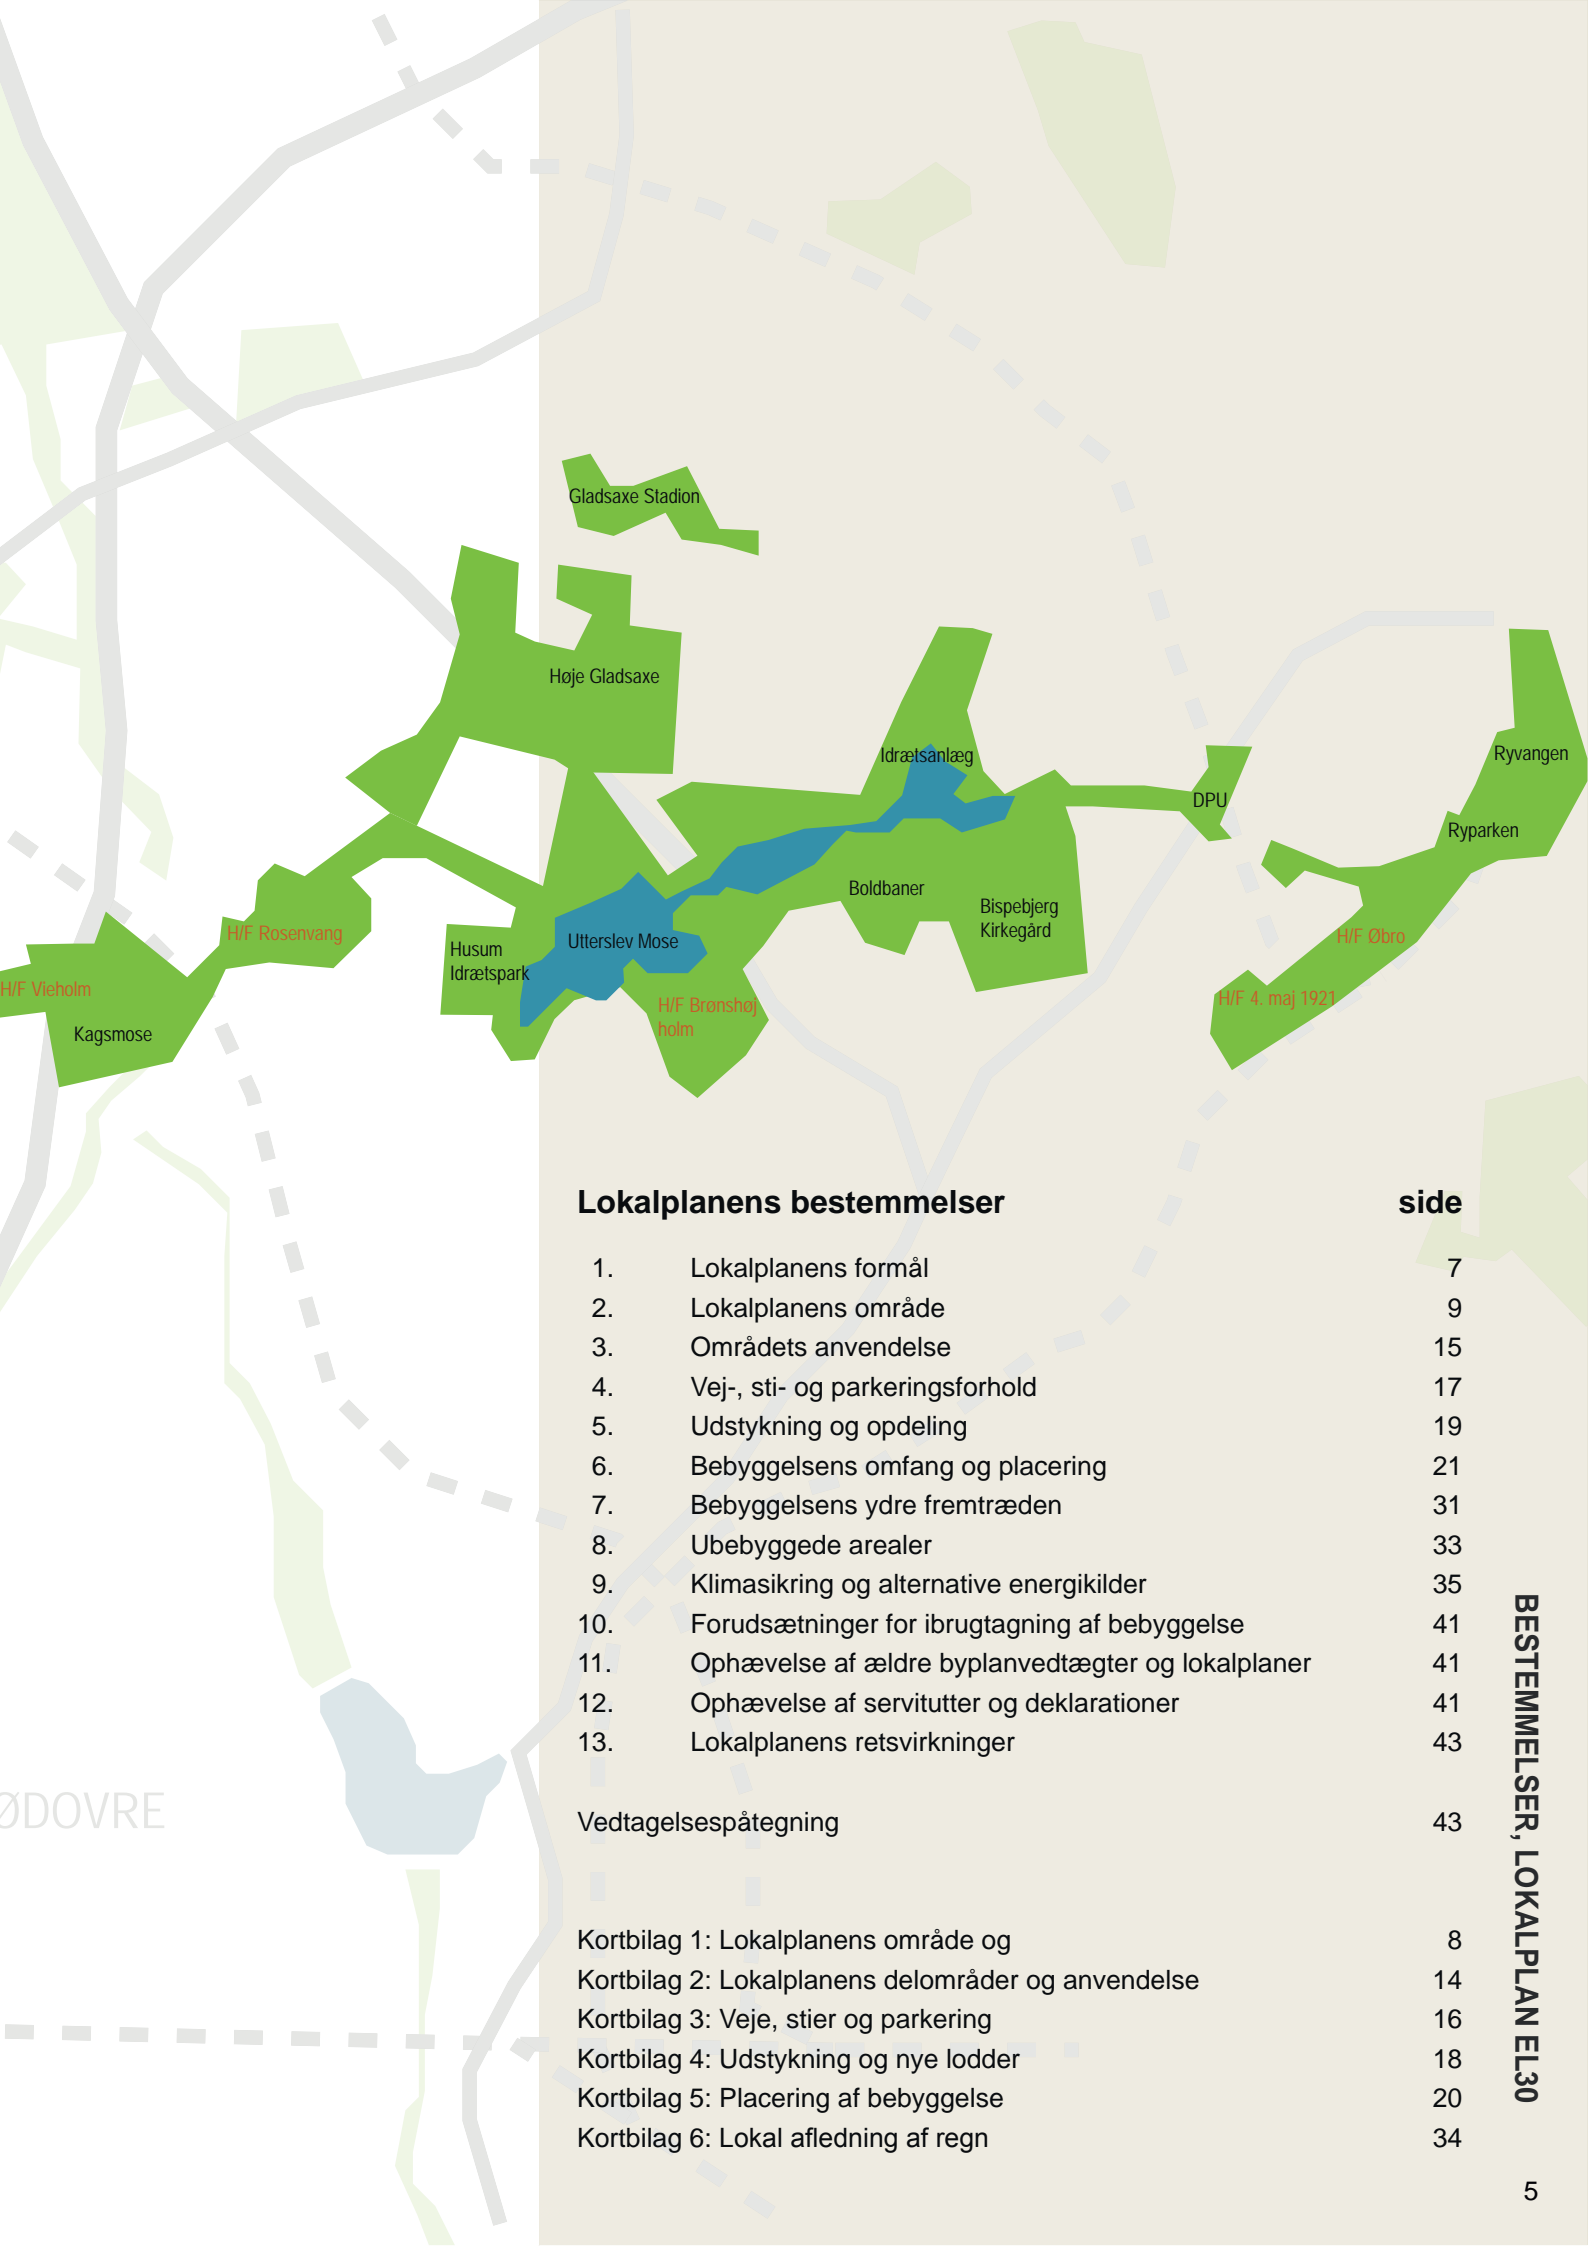 Gladsaxe Stadion
Høje Gladsaxe
Idrætsanlæg
Ryvangen
DPU
Ryparken
Boldbaner
Bispebjerg
Kirkegård
H/F Rosenvang
Husum
Idrætspark
Utterslev Mose
H/F Øbro
H/F Vieholm
H/F Brønshøj
holm
H/F 4. maj 1921
Kagsmose
Lokalplanens bestemmelser side
1. Lokalplanens formål 7
2. Lokalplanens område 9
3. Områdets anvendelse 15
4. Vej-, sti- og parkeringsforhold 17
5. Udstykning og opdeling 19
6. Bebyggelsens omfang og placering 21
7. Bebyggelsens ydre fremtræden 31
8. Ubebyggede arealer 33
9. Klimasikring og alternative energikilder 35
10. Forudsætninger for ibrugtagning af bebyggelse 41
11. Ophævelse af ældre byplanvedtægter og lokalplaner 41
12. Ophævelse af servitutter og deklarationer 41
13. Lokalplanens retsvirkninger 43
ØDOVRE
Vedtagelsespåtegning 43
Kortbilag 1: Lokalplanens område og 8
Kortbilag 2: Lokalplanens delområder og anvendelse 14
Kortbilag 3: Veje, stier og parkering 16
Kortbilag 4: Udstykning og nye lodder 18
Kortbilag 5: Placering af bebyggelse 20
Kortbilag 6: Lokal afledning af regn 34
BESTEMMELSER, LOKALPLAN EL30
5